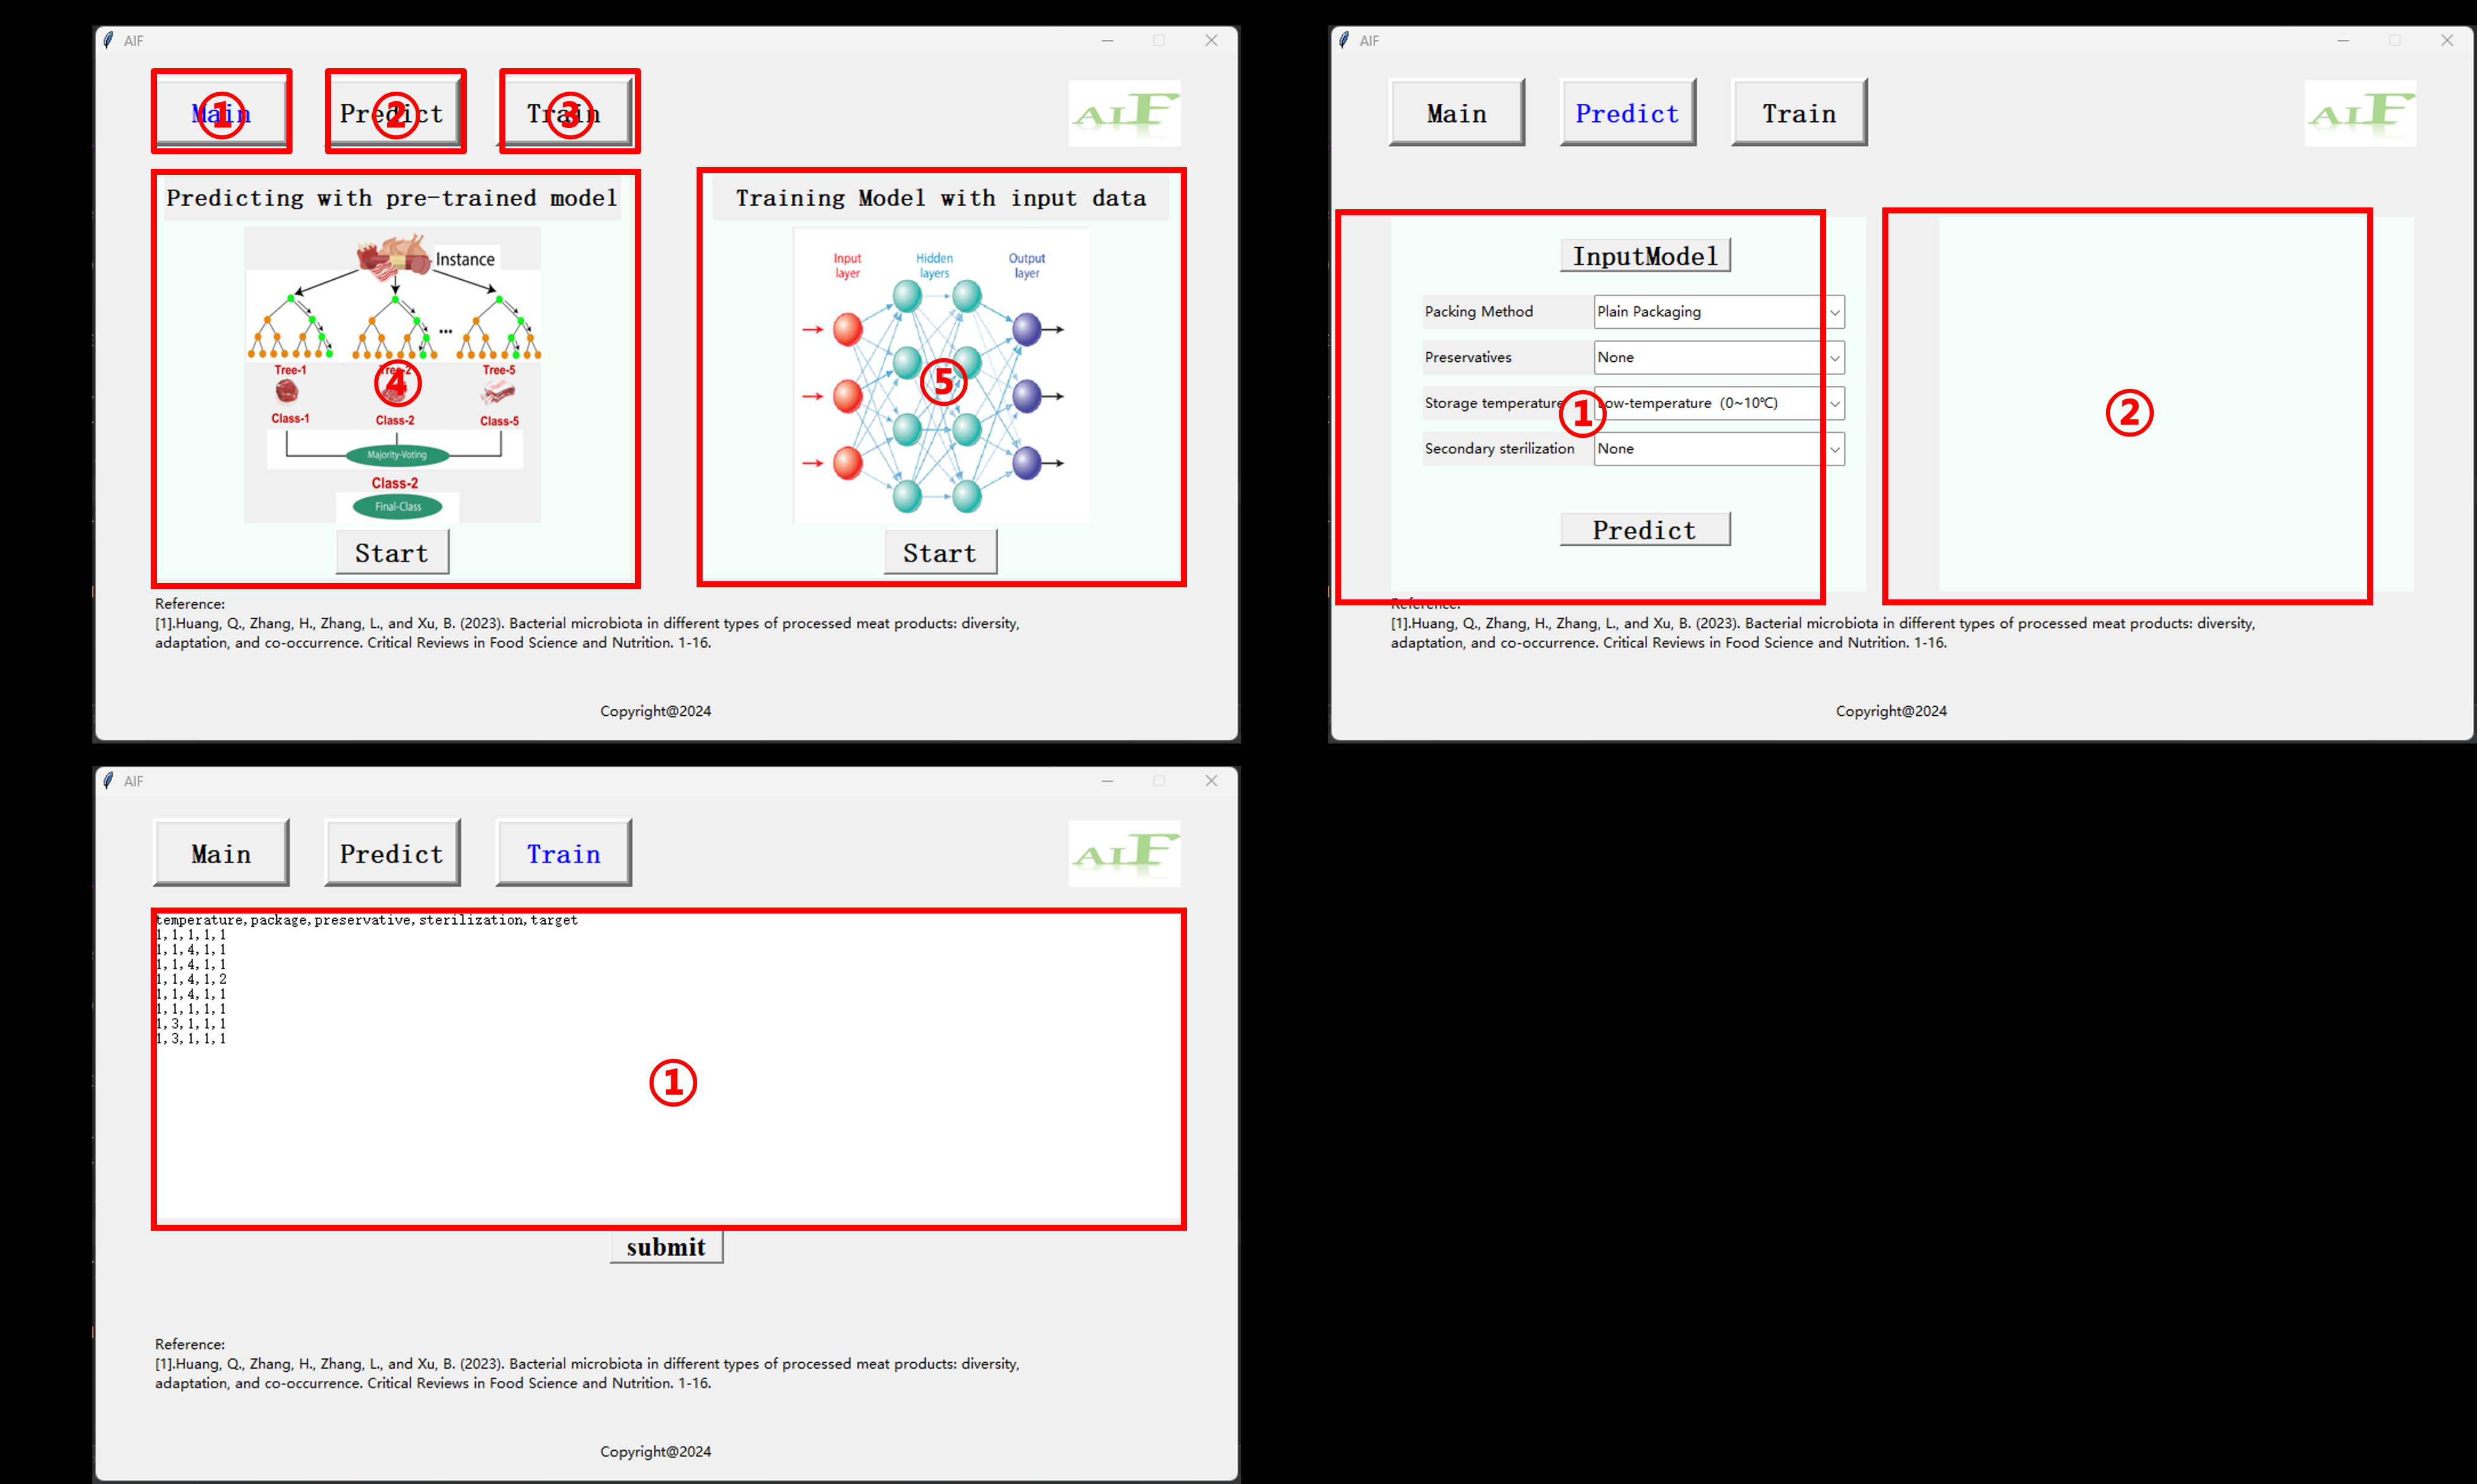 AIF
Main
①
Predict
②
Train
③
AIF
Predicting with pre-trained model
Instance
...
Tree-1
Tree-2
Tree-5
④
Class-1
Class-2
Class-5
Majority-Voting
Class-2
Final-Class
Start
Training Model with input data
Input layer
Hidden layers
Output layer
⑤
Start
Reference:
[1].Huang, Q., Zhang, H., Zhang, L., and Xu, B. (2023). Bacterial microbiota in different types of processed meat products: diversity,
adaptation, and co-occurrence. Critical Reviews in Food Science and Nutrition. 1-16.
Copyright@2024
AIF
Main
Predict
Train
AIF
InputModel
Packing Method
Plain Packaging
Preservatives
None
Storage temperature
Low-temperature (0~10℃)
①
Secondary sterilization
None
Predict
②
Reference:
[1].Huang, Q., Zhang, H., Zhang, L., and Xu, B. (2023). Bacterial microbiota in different types of processed meat products: diversity,
adaptation, and co-occurrence. Critical Reviews in Food Science and Nutrition. 1-16.
Copyright@2024
AIF
Main
Predict
Train
AIF
temperature,package,preservative,sterilization,target
1,1,1,1,1
1,1,4,1,1
1,1,4,1,1
1,1,4,1,2
1,1,4,1,1
1,1,1,1,1
1,3,1,1,1
1,3,1,1,1
①
submit
Reference:
[1].Huang, Q., Zhang, H., Zhang, L., and Xu, B. (2023). Bacterial microbiota in different types of processed meat products: diversity,
adaptation, and co-occurrence. Critical Reviews in Food Science and Nutrition. 1-16.
Copyright@2024